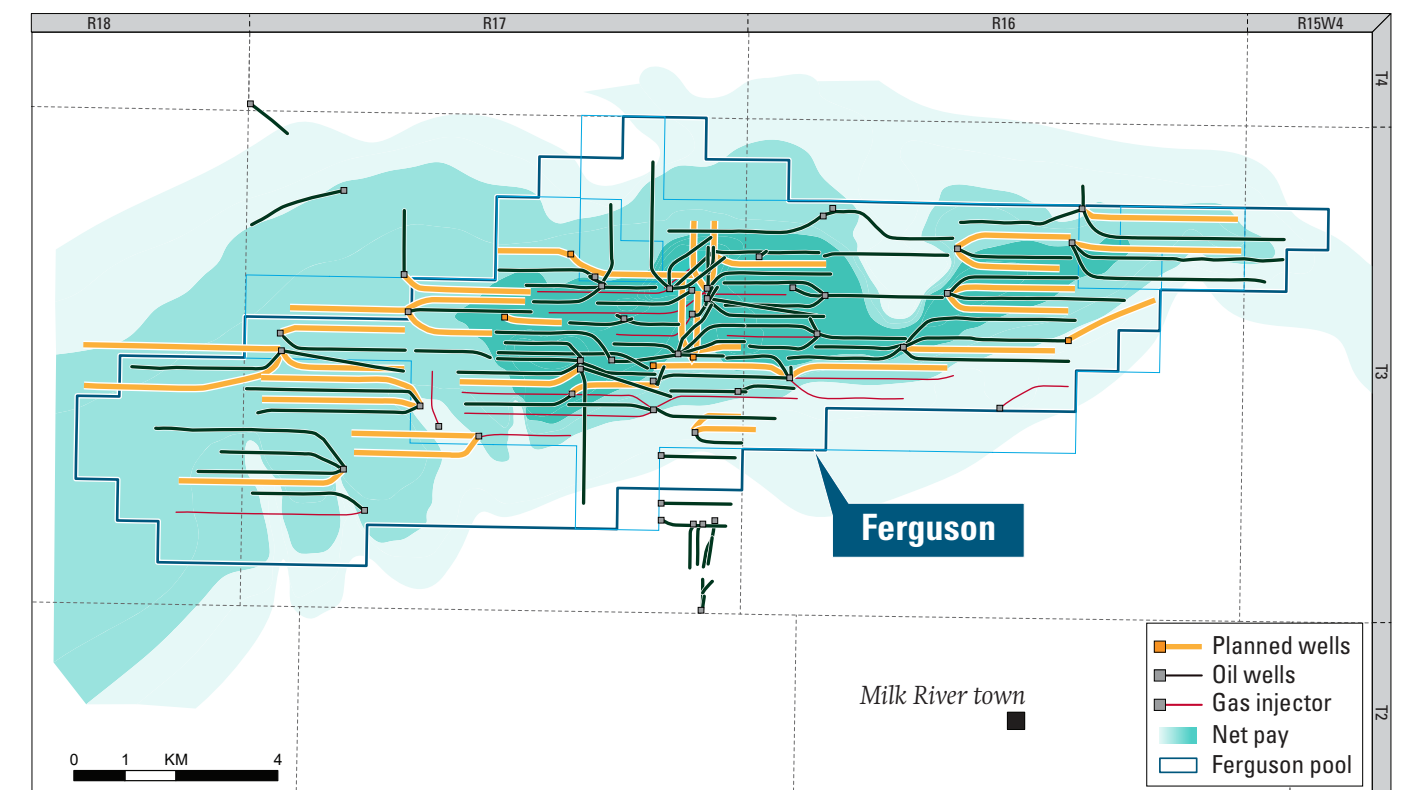 R18 R17 R16 R15W4
T4
T3
T2
Ferguson
Milk River town
Planned wells
Oil wells
Gas injector
Net pay
Ferguson pool
0 1 KM 4